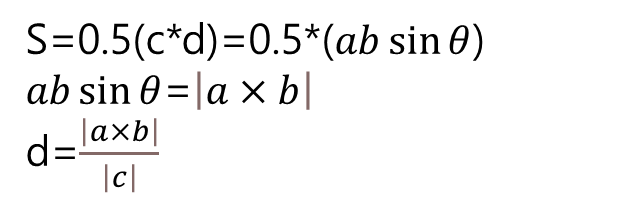 S=0.5(c*d)=0.5*(ab sin θ)
ab sin θ=|a × b|
d=|a×b|/|c|